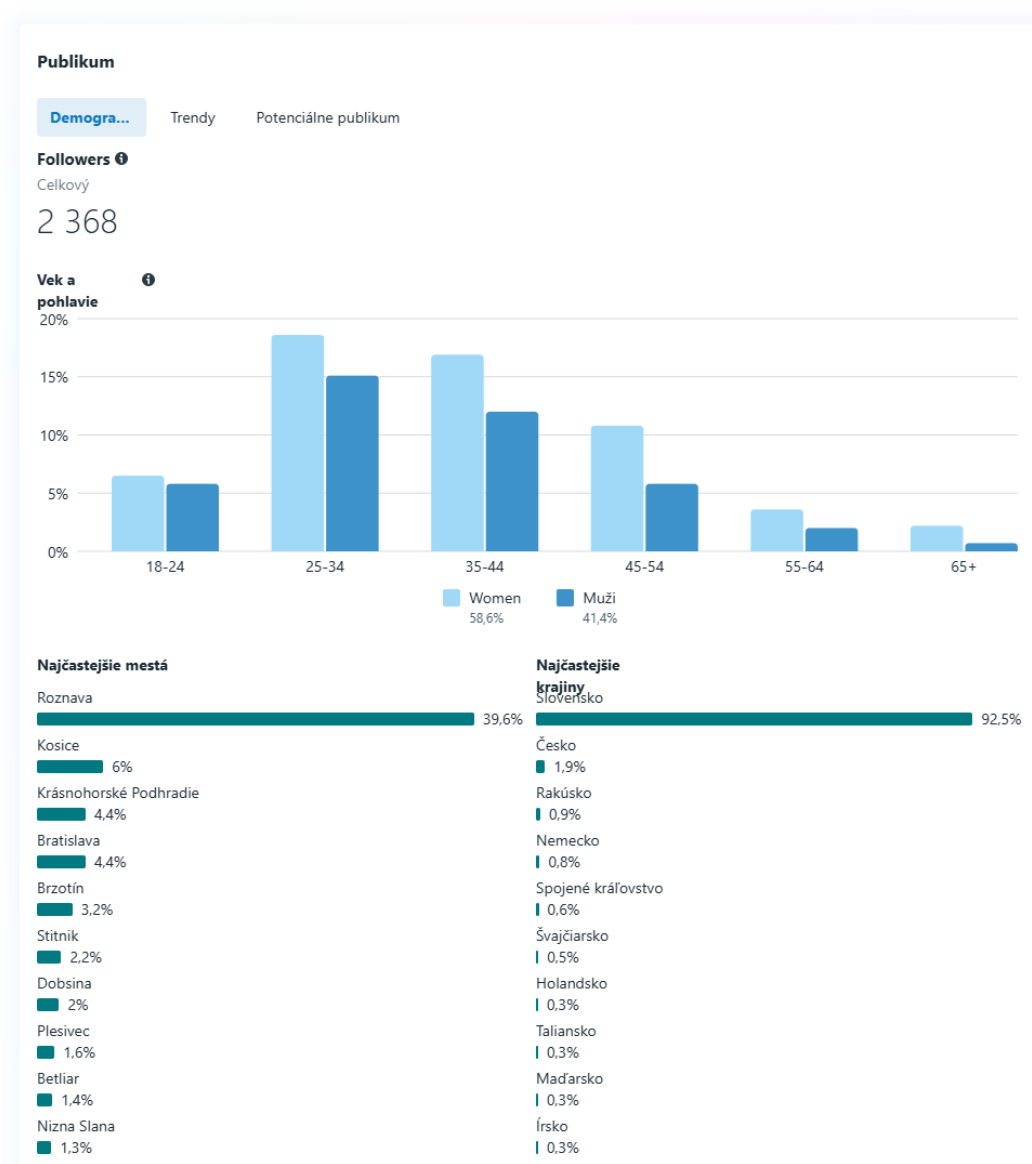 Publikum
Demogra...
Trendy
Potenciálne publikum
Followers
Celkový
2 368
Vek a
pohlavie
20%
15%
10%
5%
0%
18-24
25-34
35-44
45-54
55-64
65+
Women
58,6%
Muži
41,4%
Najčastejšie mestá
Roznava
39,6%
Kosice
6%
Krásnohorské Podhradie
4,4%
Bratislava
4,4%
Brzotín
3,2%
Stitnik
2,2%
Dobsina
2%
Plesivec
1,6%
Betliar
1,4%
Nizna Slana
1,3%
Najčastejšie
krajiny
Slovensko
92,5%
Česko
1,9%
Rakúsko
0,9%
Nemecko
0,8%
Spojené kráľovstvo
0,6%
Švajčiarsko
0,5%
Holandsko
0,3%
Taliansko
0,3%
Maďarsko
0,3%
Írsko
0,3%